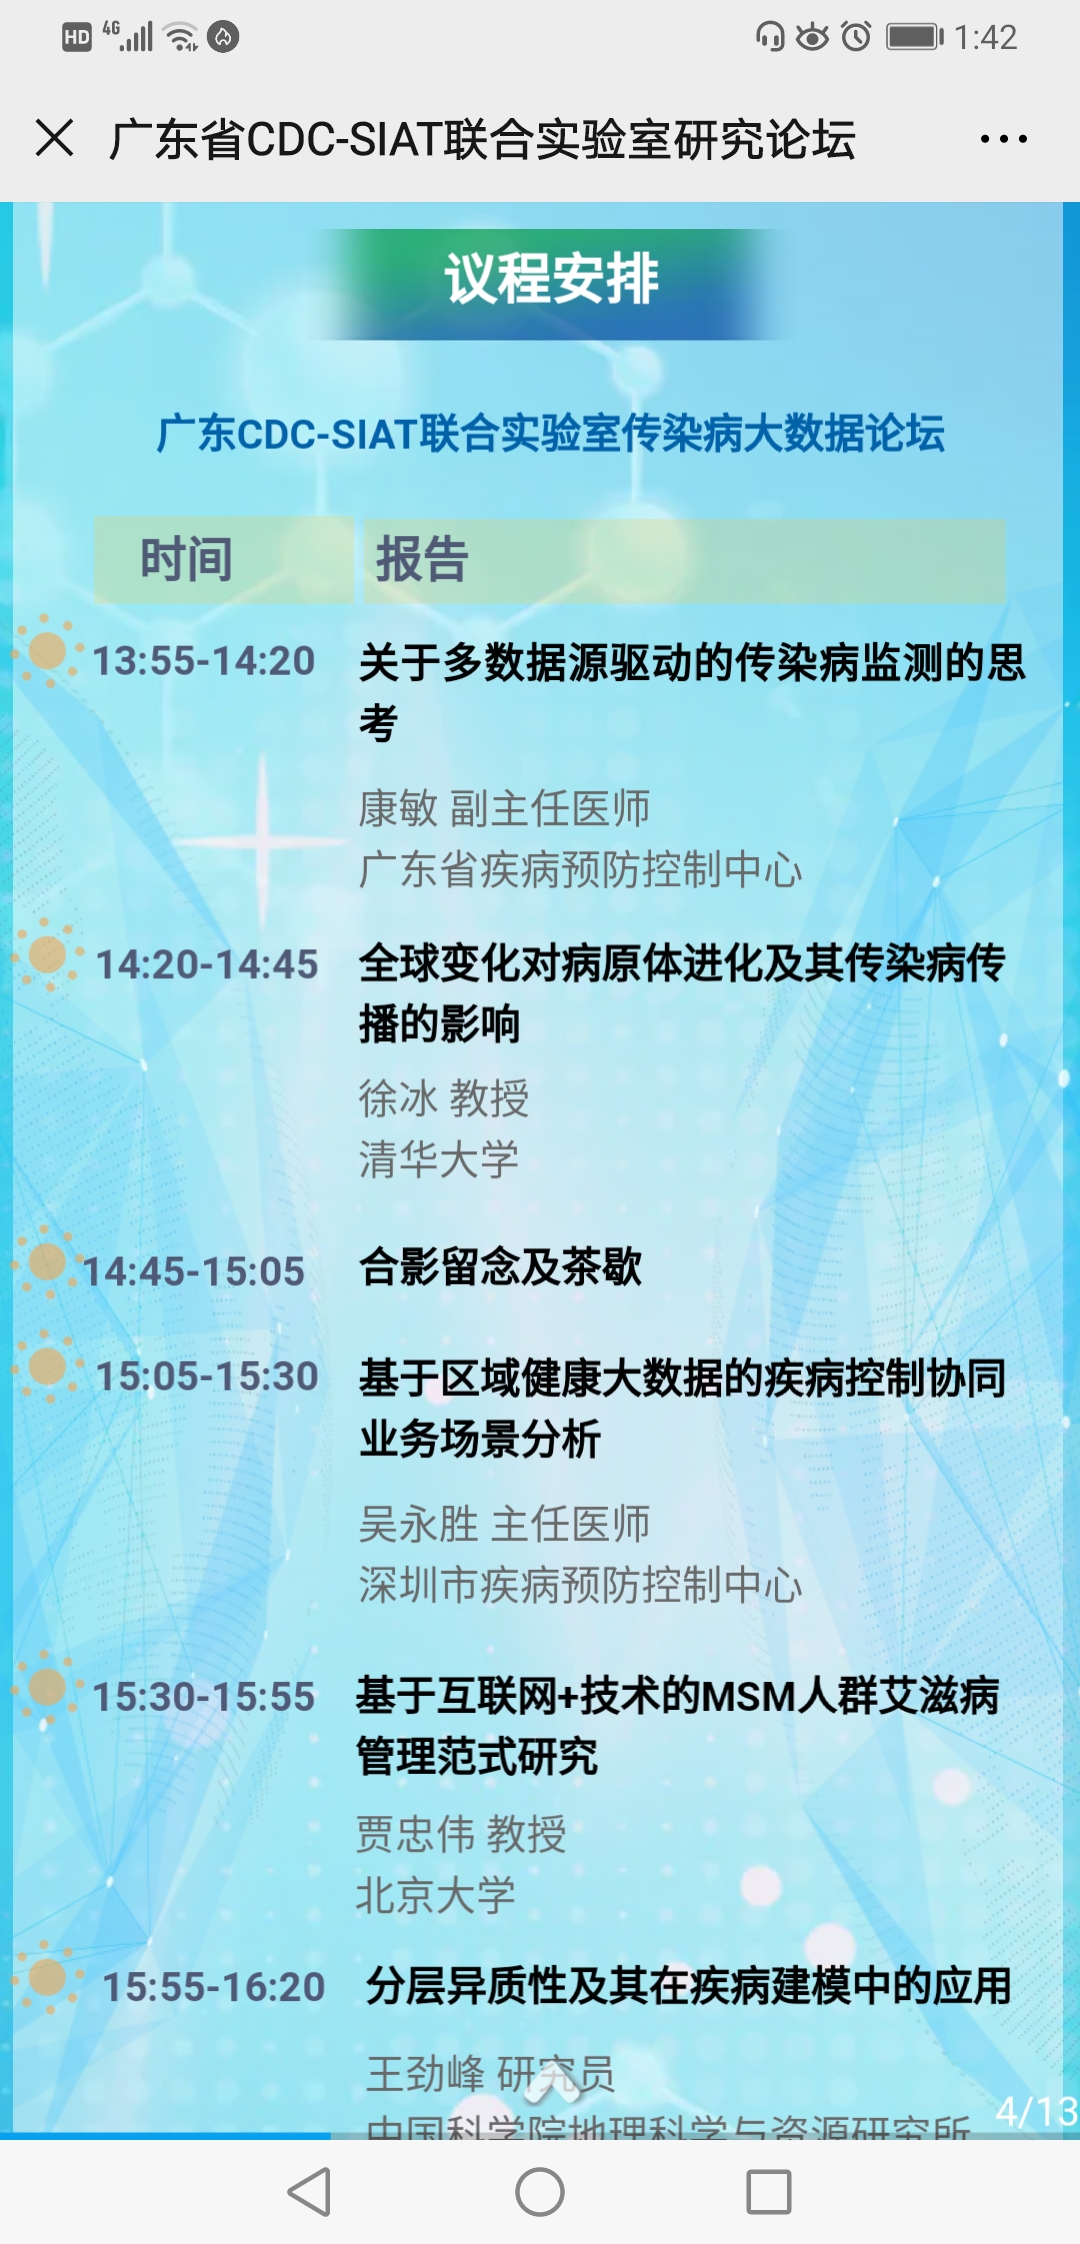 HD 4G 1:42
广东省CDC-SIAT联合实验室研究论坛
议程安排
广东CDC-SIAT联合实验室传染病大数据论坛
时间 报告
13:55-14:20 关于多数据源驱动的传染病监测的思
考
康敏 副主任医师
广东省疾病预防控制中心
14:20-14:45 全球变化对病原体进化及其传染病传
播的影响
徐冰 教授
清华大学
14:45-15:05 合影留念及茶歇
15:05-15:30 基于区域健康大数据的疾病控制协同
业务场景分析
吴永胜 主任医师
深圳市疾病预防控制中心
15:30-15:55 基于互联网+技术的MSM人群艾滋病
管理范式研究
贾忠伟 教授
北京大学
15:55-16:20 分层异质性及其在疾病建模中的应用
王劲峰 研究员
中国科学院地理科学与资源研究所
4/13